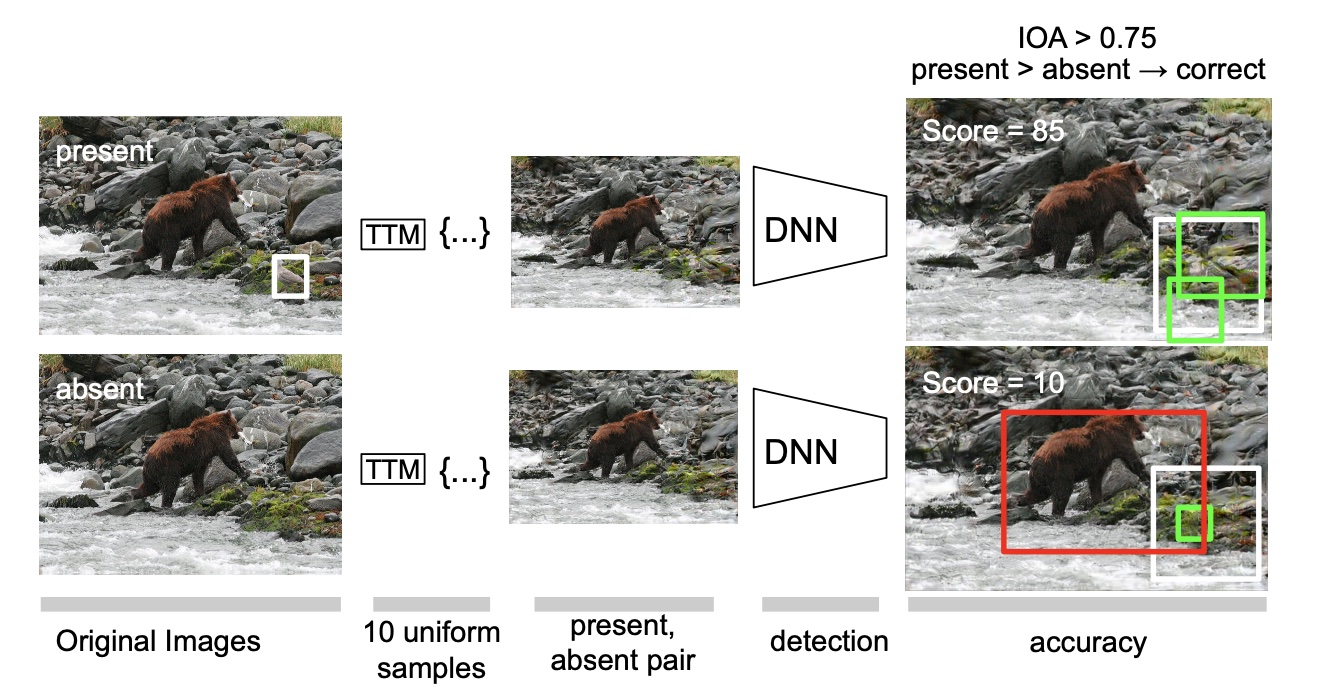 IOA > 0.75
present > absent → correct
present
Score = 85
TTM {...}
DNN
absent
Score = 10
TTM {...}
DNN
Original Images
10 uniform
samples
present,
absent pair
detection
accuracy